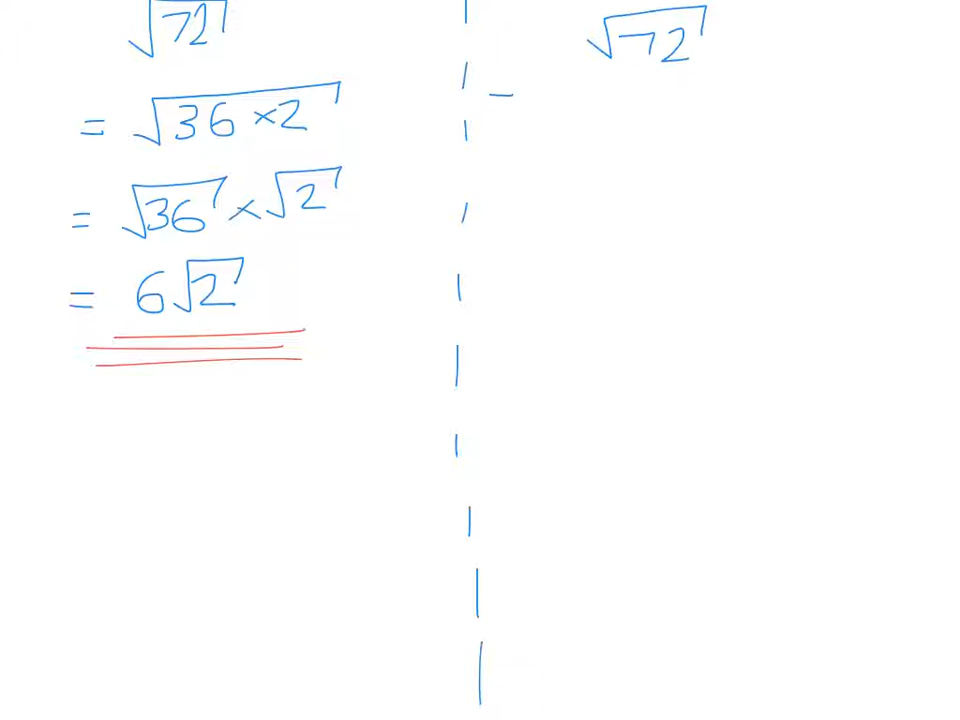 √72
= √36 × 2
= √36 × √2
= 6√2
√72
–